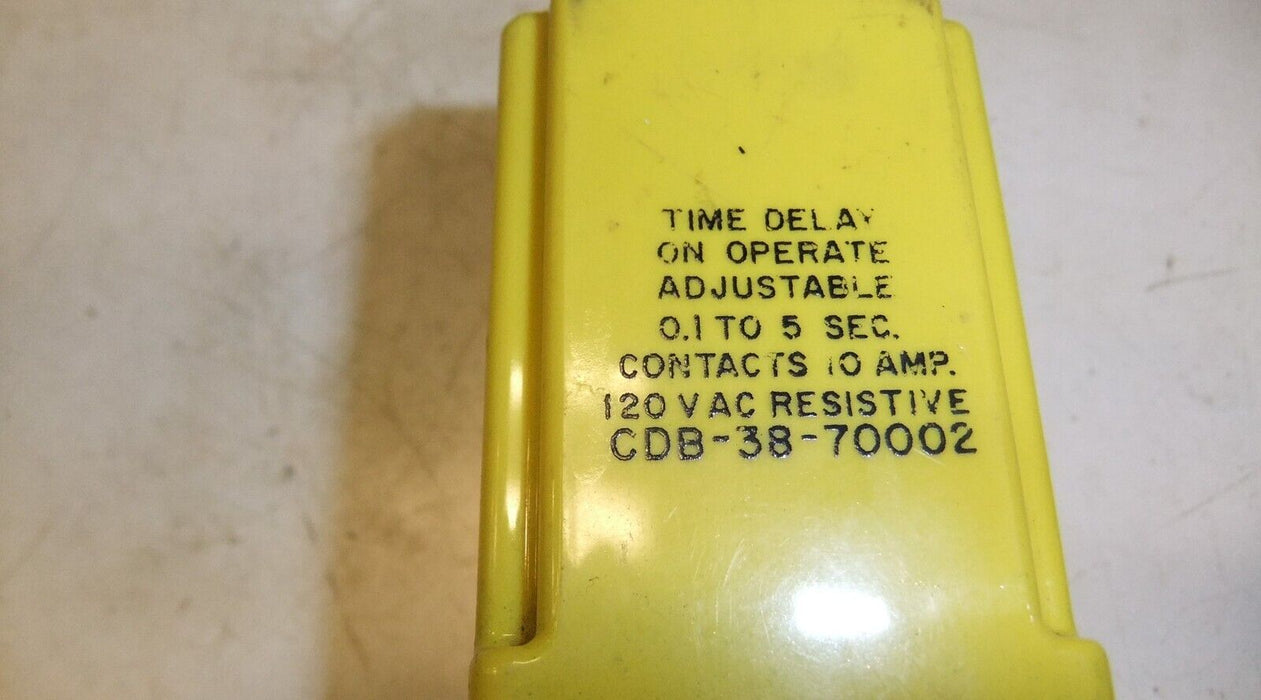 TIME DELAY
ON OPERATE
ADJUSTABLE
0.1 TO 5 SEC.
CONTACTS 10 AMP.
120 VAC RESISTIVE
CDB-38-70002